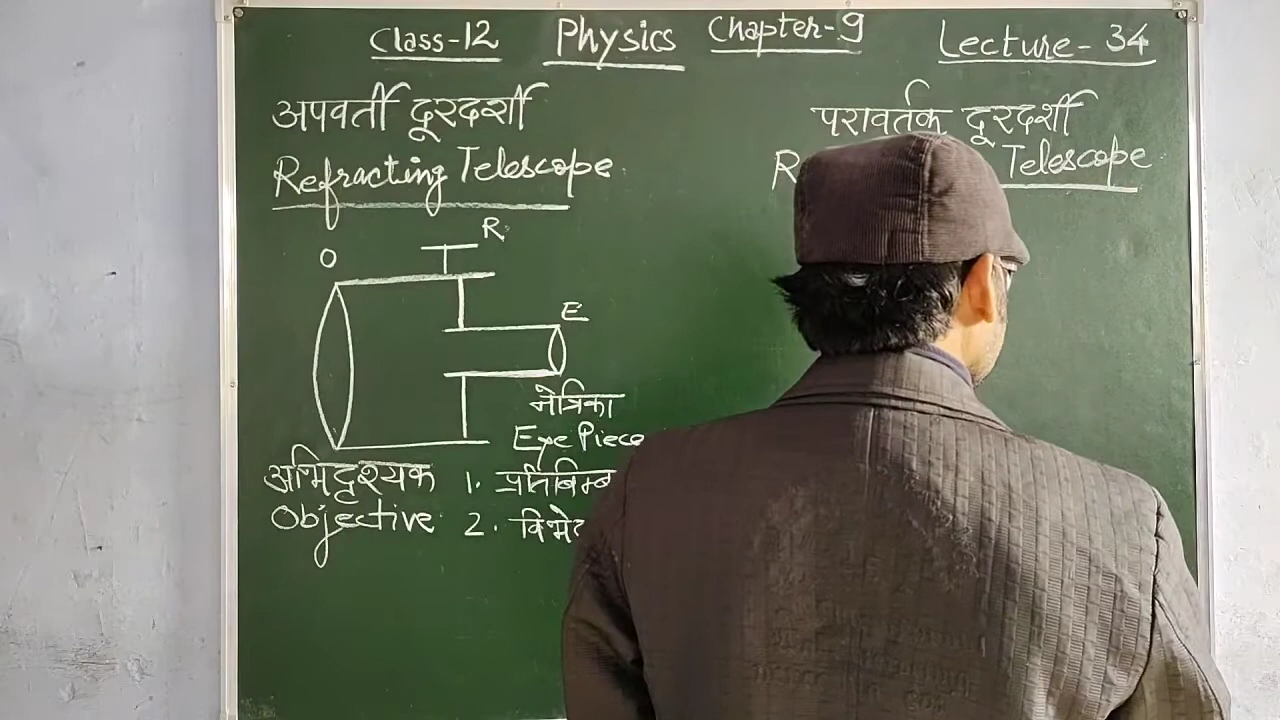 Class-12 Physics Chapter-9 Lecture-34
अपवर्ती दूरदर्शी
Refracting Telescope
O
R
E
नेत्रिका
Eye Piece
अभिदृश्यक
Objective
1. प्रतिबिम्ब
2.
परावर्तक दूरदर्शी
Telescope